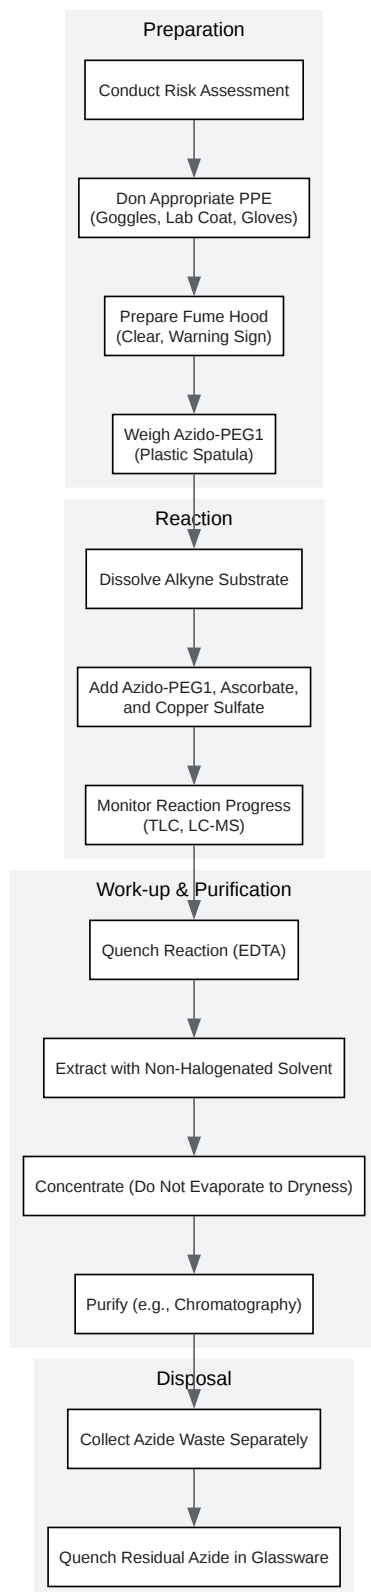 Preparation
Conduct Risk Assessment
Don Appropriate PPE
(Goggles, Lab Coat, Gloves)
Prepare Fume Hood
(Clear, Warning Sign)
Weigh Azido-PEG1
(Plastic Spatula)
Reaction
Dissolve Alkyne Substrate
Add Azido-PEG1, Ascorbate,
and Copper Sulfate
Monitor Reaction Progress
(TLC, LC-MS)
Work-up & Purification
Quench Reaction (EDTA)
Extract with Non-Halogenated Solvent
Concentrate (Do Not Evaporate to Dryness)
Purify (e.g., Chromatography)
Disposal
Collect Azide Waste Separately
Quench Residual Azide in Glassware